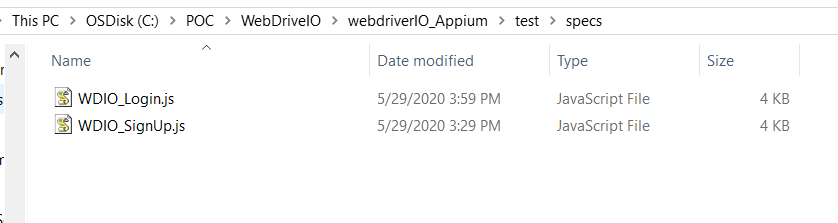 This PC > OSDisk (C:) > POC > WebDriveIO > webdriverIO_Appium > test > specs
Name Date modified Type Size
WDIO_Login.js 5/29/2020 3:59 PM JavaScript File 4 KB
WDIO_SignUp.js 5/29/2020 3:29 PM JavaScript File 4 KB